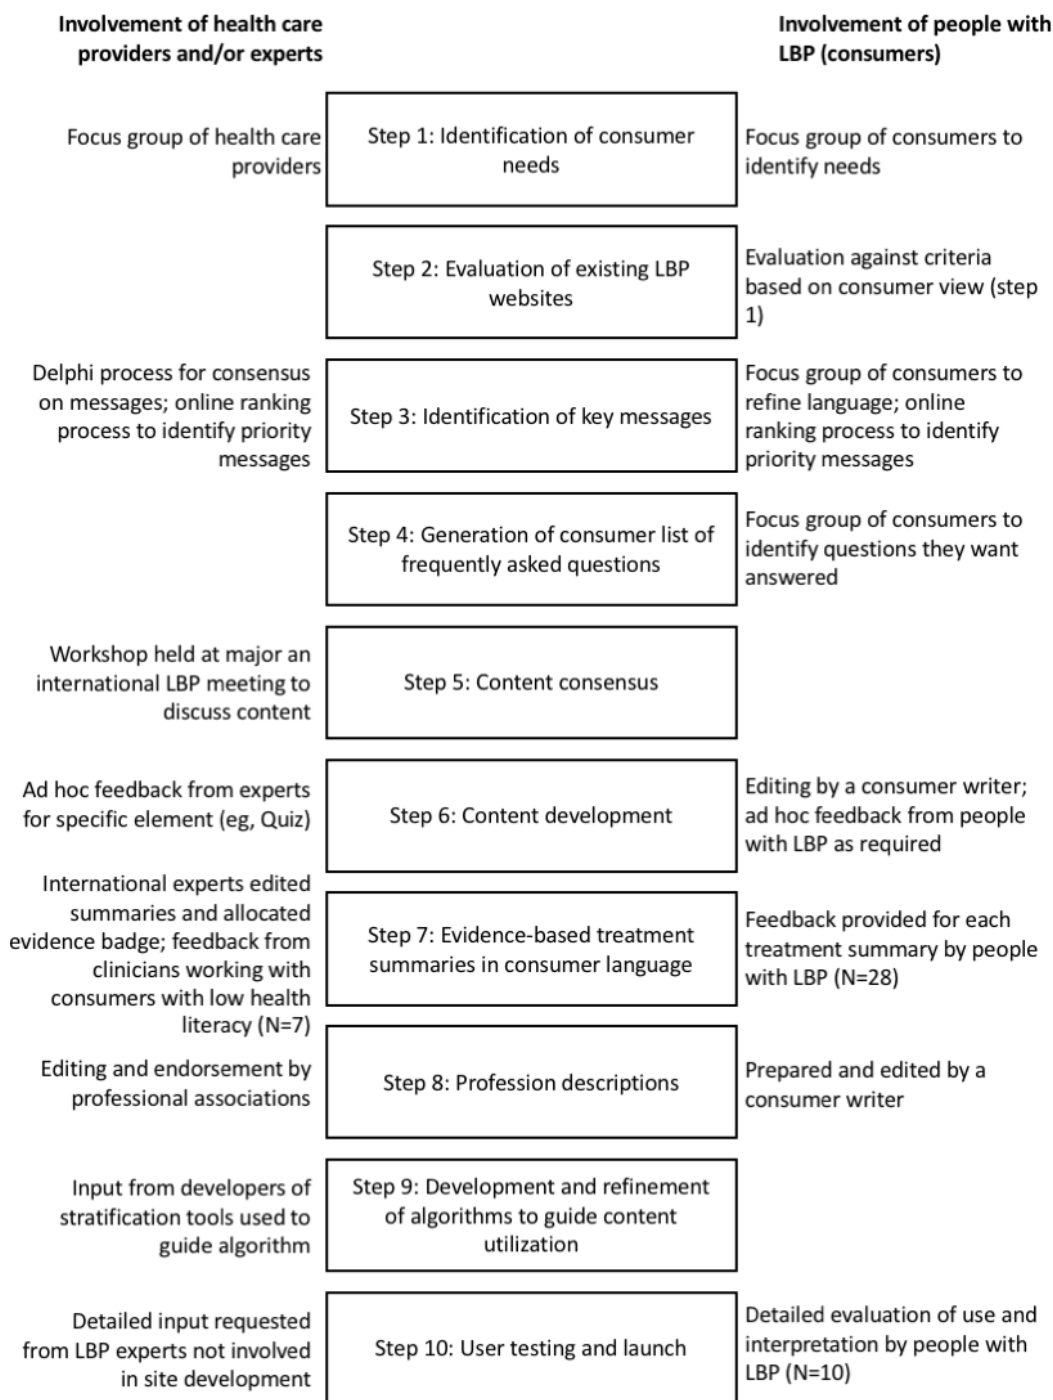 Involvement of health care
providers and/or experts
Involvement of people with
LBP (consumers)
Focus group of health care
providers
Step 1: Identification of consumer
needs
Focus group of consumers to
identify needs
Step 2: Evaluation of existing LBP
websites
Evaluation against criteria
based on consumer view (step
1)
Delphi process for consensus
on messages; online ranking
process to identify priority
messages
Step 3: Identification of key messages
Focus group of consumers to
refine language; online
ranking process to identify
priority messages
Step 4: Generation of consumer list of
frequently asked questions
Focus group of consumers to
identify questions they want
answered
Workshop held at major an
international LBP meeting to
discuss content
Step 5: Content consensus
Ad hoc feedback from experts
for specific element (eg, Quiz)
Step 6: Content development
Editing by a consumer writer;
ad hoc feedback from people
with LBP as required
International experts edited
summaries and allocated
evidence badge; feedback from
clinicians working with
consumers with low health
literacy (N=7)
Step 7: Evidence-based treatment
summaries in consumer language
Feedback provided for each
treatment summary by people
with LBP (N=28)
Editing and endorsement by
professional associations
Step 8: Profession descriptions
Prepared and edited by a
consumer writer
Input from developers of
stratification tools used to
guide algorithm
Step 9: Development and refinement
of algorithms to guide content
utilization
Detailed input requested
from LBP experts not involved
in site development
Step 10: User testing and launch
Detailed evaluation of use and
interpretation by people with
LBP (N=10)